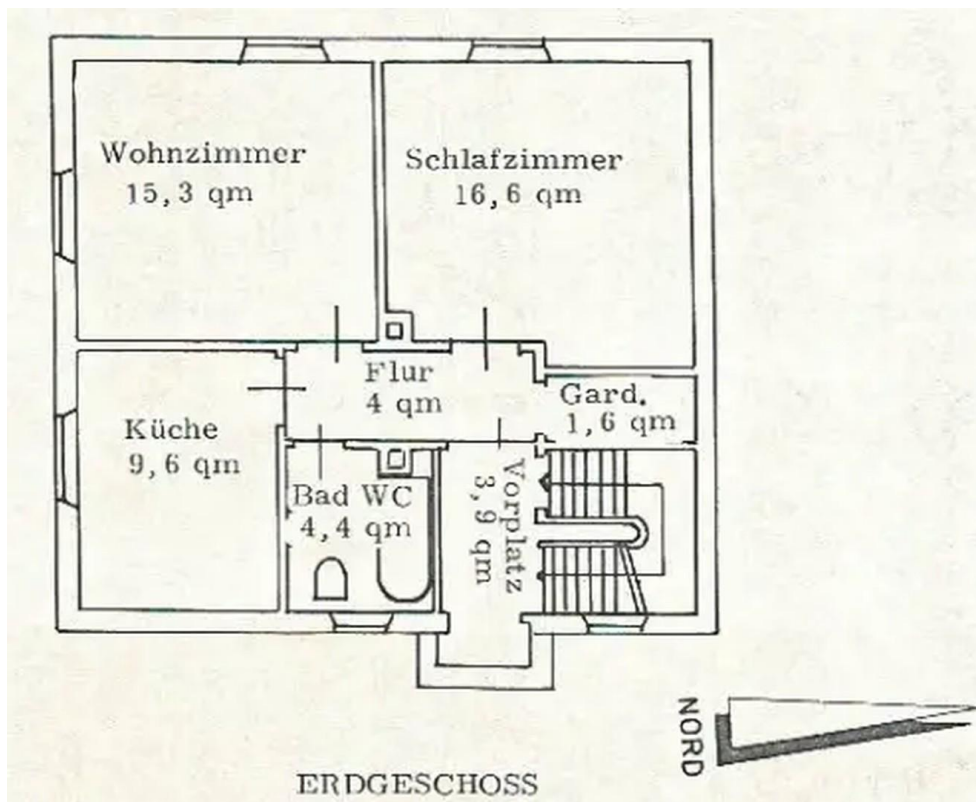 Wohnzimmer
15,3 qm
Schlafzimmer
16,6 qm
Flur
4 qm
Gard.
1,6 qm
Küche
9,6 qm
Bad WC
4,4 qm
Vorplatz
3,9 qm
NORD
ERDGESCHOSS